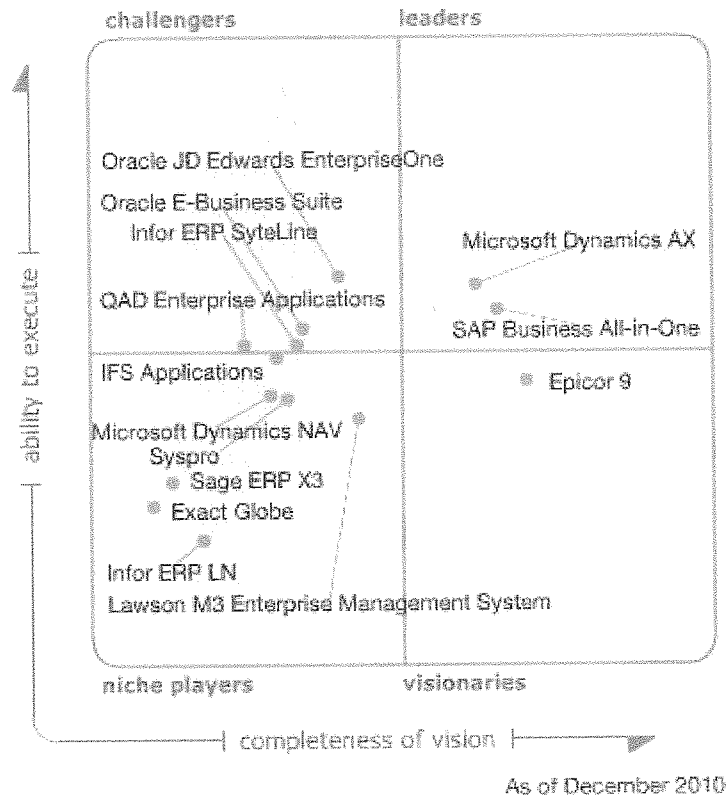 challengers
leaders
Oracle JD Edwards EnterpriseOne
Oracle E-Business Suite
Infor ERP SyteLine
Microsoft Dynamics AX
QAD Enterprise Applications
SAP Business All-in-One
IFS Applications
Epicor 9
Microsoft Dynamics NAV
Syspro
Sage ERP X3
Exact Globe
Infor ERP LN
Lawson M3 Enterprise Management System
niche players
visionaries
ability to execute
completeness of vision
As of December 2010